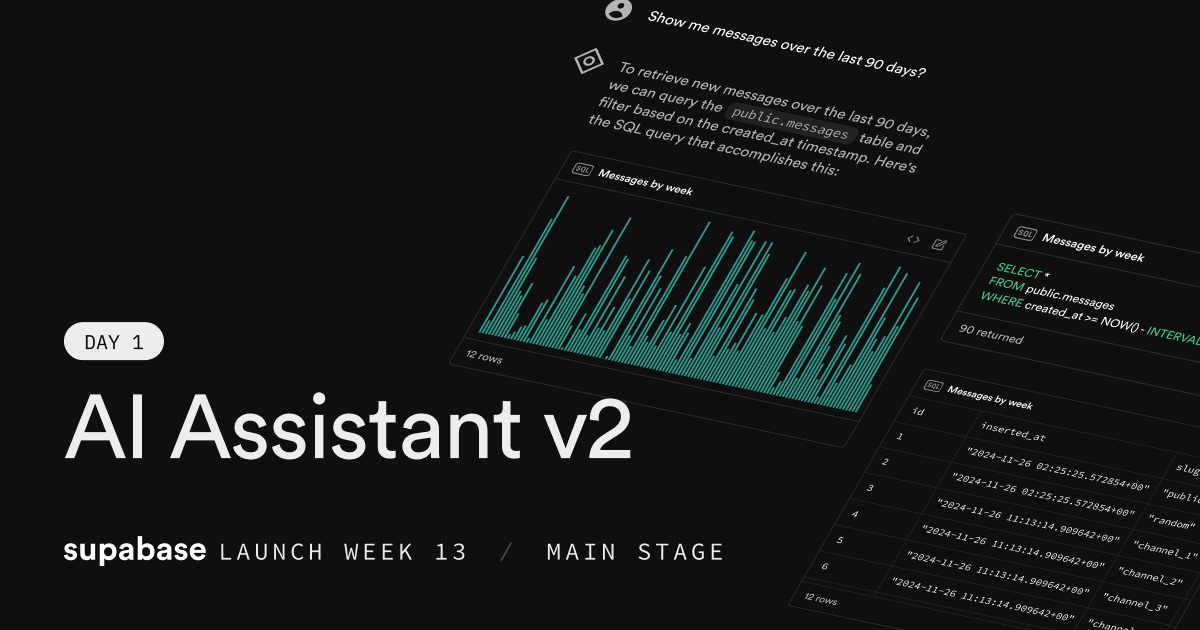 Show me messages over the last 90 days?
To retrieve new messages over the last 90 days,
we can query the public.messages table and
filter based on the created_at timestamp. Here's
the SQL query that accomplishes this:
SQL Messages by week
12 rows
SQL Messages by week
SELECT *
FROM public.messages
WHERE created_at >= NOW() - INTERVAL
90 returned
SQL Messages by week
id inserted_at slug
1 "2024-11-26 02:25:25.572854+00" "public
2 "2024-11-26 02:25:25.572854+00" "random"
3 "2024-11-26 11:13:14.909642+00" "channel_1"
4 "2024-11-26 11:13:14.909642+00" "channel_2"
5 "2024-11-26 11:13:14.909642+00" "channel_3"
6 "2024-11-26 11:13:14.909642+00" "channel
12 rows
DAY 1
AI Assistant v2
supabase LAUNCH WEEK 13 / MAIN STAGE